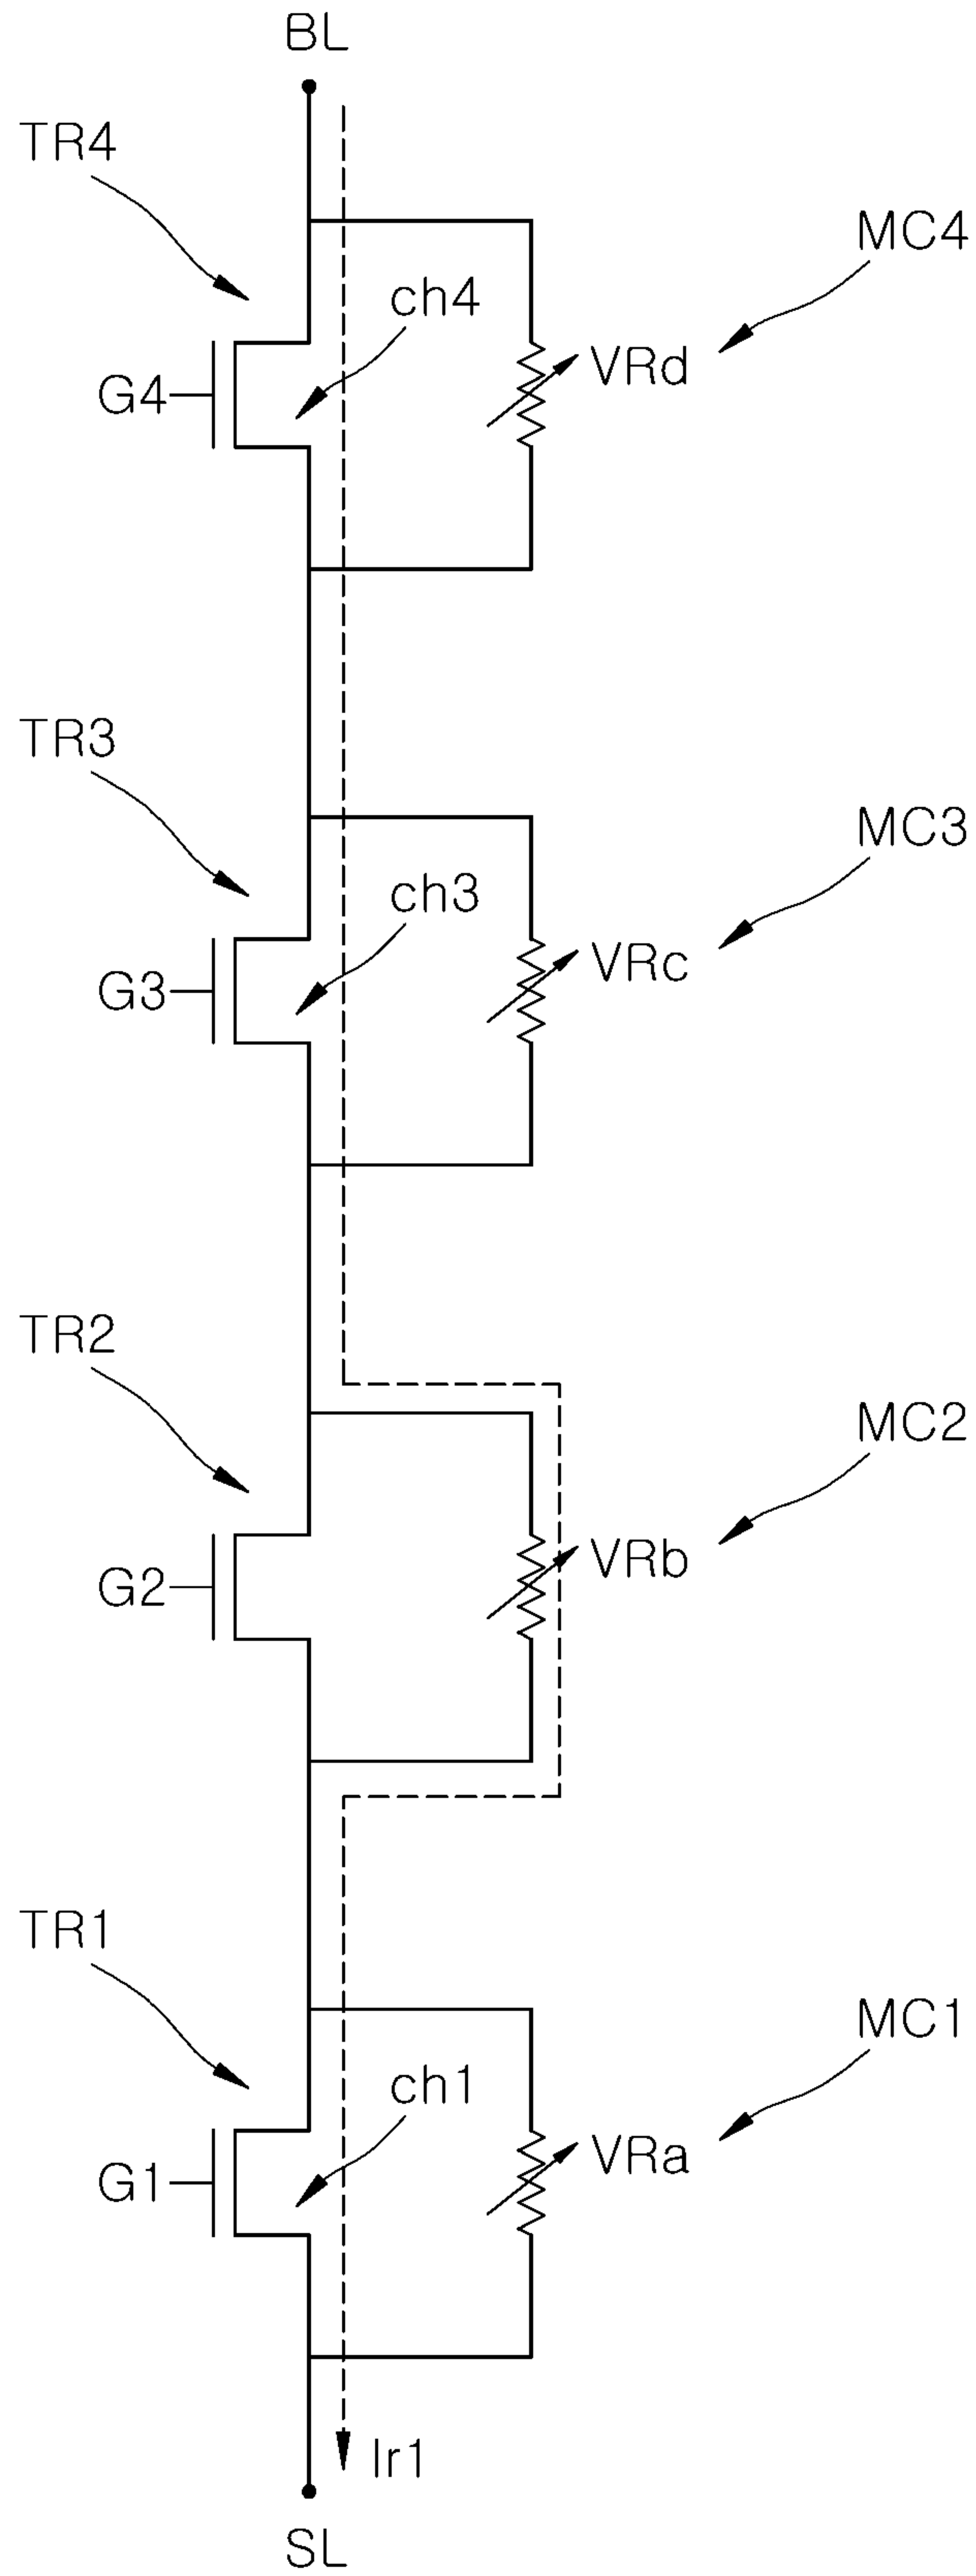 BL
TR4
MC4
ch4
VRd
G4
TR3
MC3
ch3
VRc
G3
TR2
MC2
VRb
G2
TR1
MC1
ch1
VRa
G1
Ir1
SL